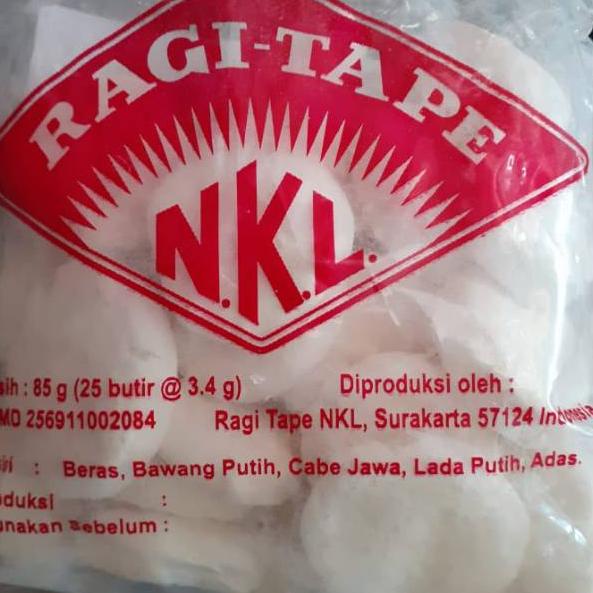 RAGI-TAPE
N.K.L.
sih : 85 g (25 butir @ 3.4 g)
Diproduksi oleh :
MD 256911002084
Ragi Tape NKL, Surakarta 57124 Indonesia
: Beras, Bawang Putih, Cabe Jawa, Lada Putih, Adas.
oduksi :
unakan sebelum :